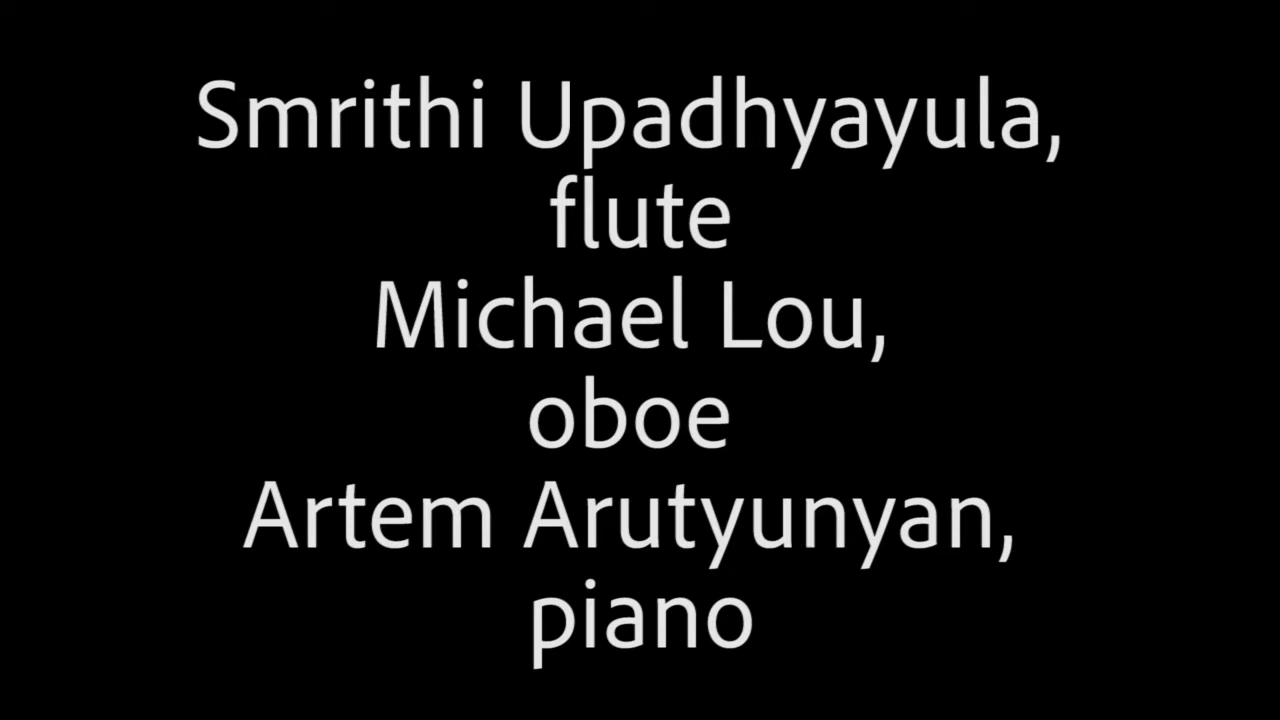 Smrithi Upadhyayula,
flute
Michael Lou,
oboe
Artem Arutyunyan,
piano